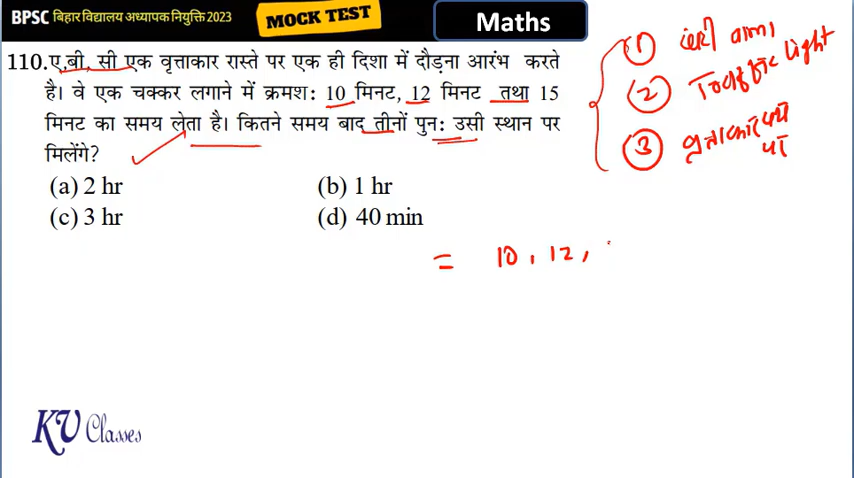 BPSC बिहार विद्यालय अध्यापक नियुक्ति 2023
MOCK TEST
Maths
110. ए,बी, सी एक वृत्ताकार रास्ते पर एक ही दिशा में दौड़ना आरंभ करते
है। वे एक चक्कर लगाने में क्रमश: 10 मिनट, 12 मिनट तथा 15
मिनट का समय लेता है। कितने समय बाद तीनों पुन: उसी स्थान पर
मिलेंगे?
(a) 2 hr (b) 1 hr
(c) 3 hr (d) 40 min
1
2 light
3
= 10, 12,
KV Classes